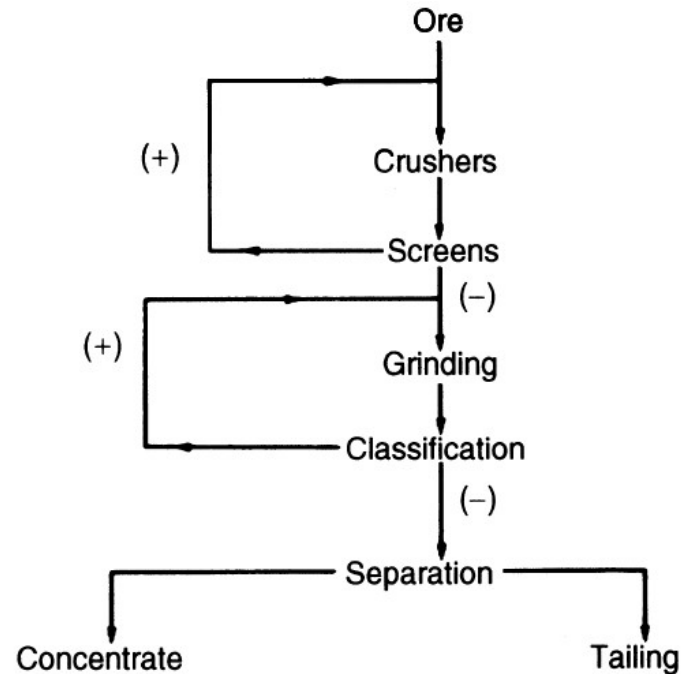 Ore
(+)
Crushers
Screens
(−)
(+)
Grinding
Classification
(−)
Separation
Concentrate
Tailing